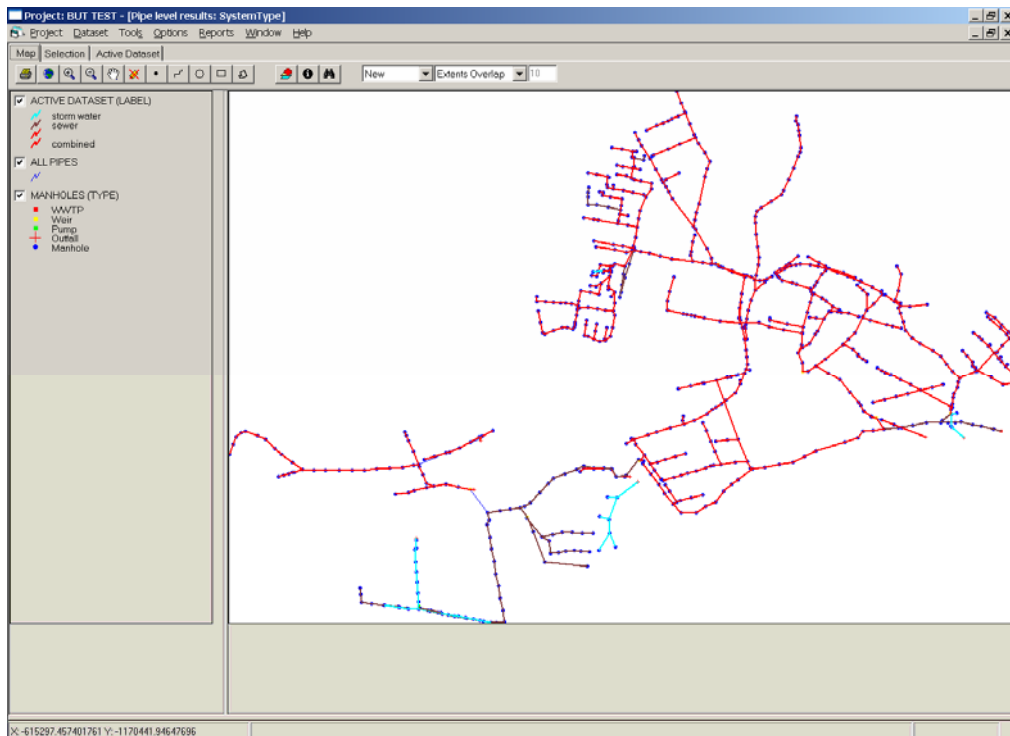 Project: BUT TEST - [Pipe level results: SystemType]
Project Dataset Tools Options Reports Window Help
Map Selection Active Dataset
New Extents Overlap 10
ACTIVE DATASET (LABEL)
storm water
sewer
combined
ALL PIPES
MANHOLES (TYPE)
WWTP
Weir
Pump
Outfall
Manhole
X: -615297.457401761 Y: -1170441.94647696